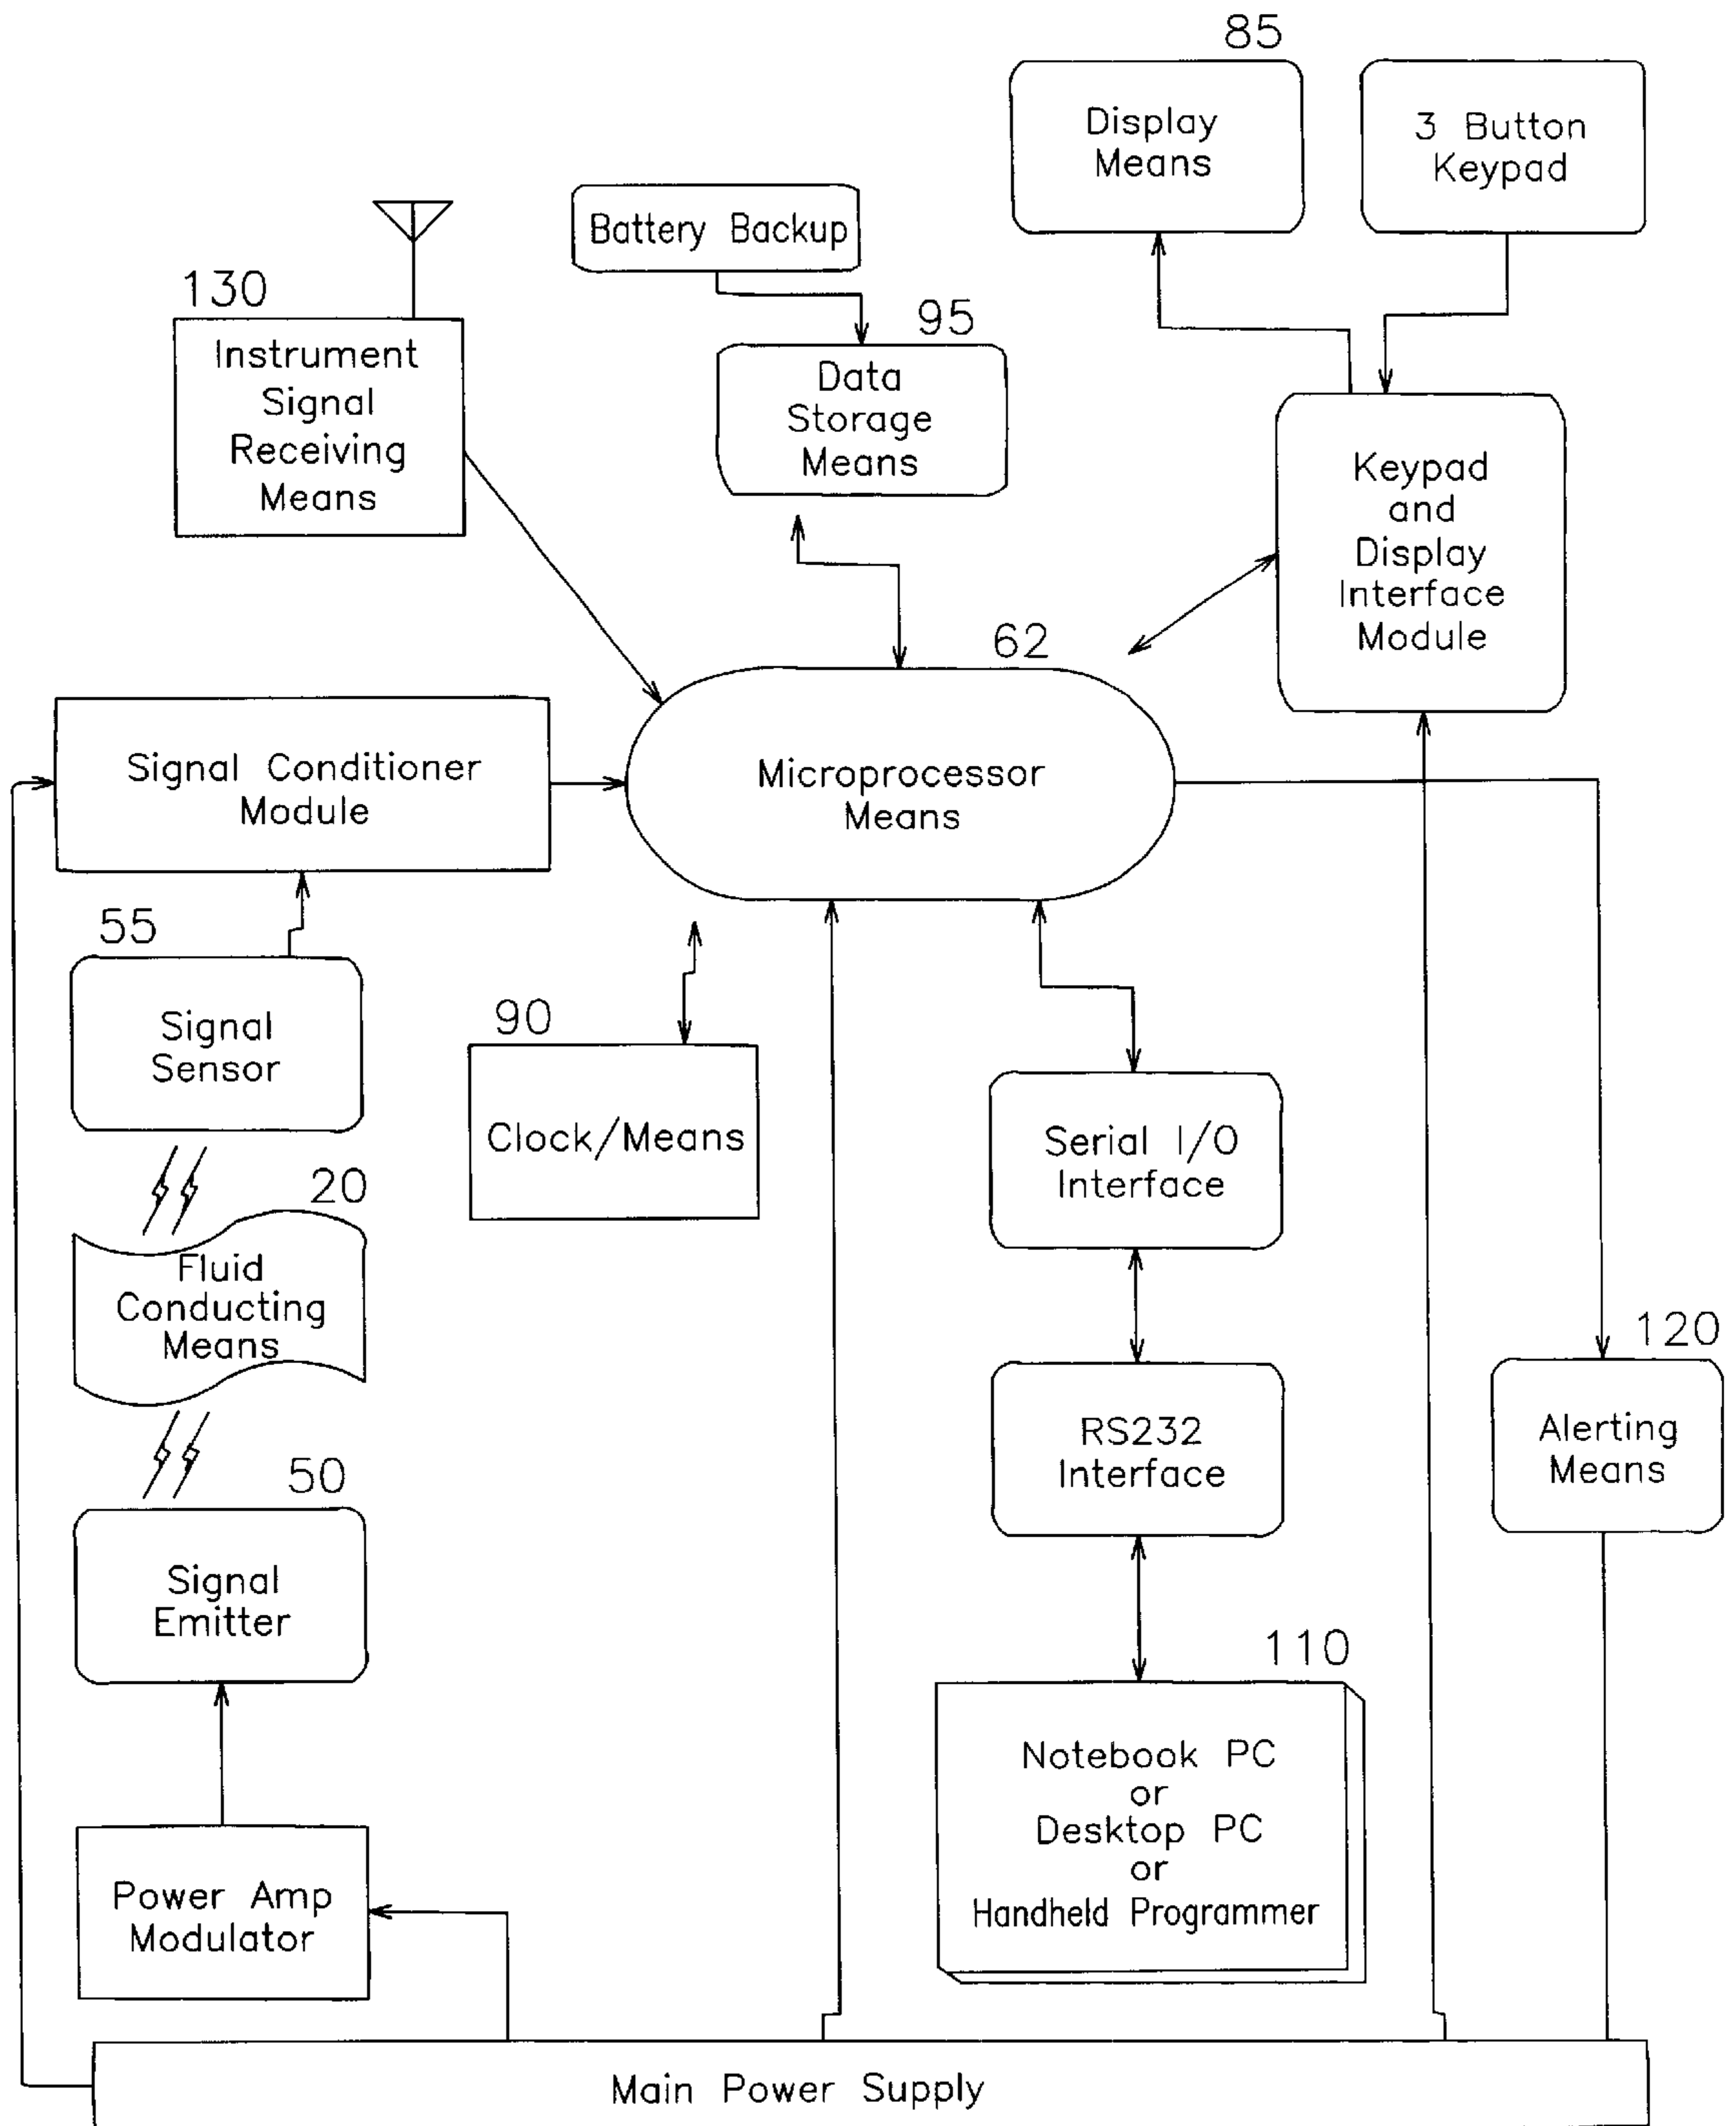 85
Display
Means
3 Button
Keypad
Battery Backup
130
Instrument
Signal
Receiving
Means
95
Data
Storage
Means
Keypad
and
Display
Interface
Module
62
Microprocessor
Means
Signal Conditioner
Module
55
Signal
Sensor
90
Clock/Means
Serial I/O
Interface
20
Fluid
Conducting
Means
RS232
Interface
120
Alerting
Means
50
Signal
Emitter
110
Notebook PC
or
Desktop PC
or
Handheld Programmer
Power Amp
Modulator
Main Power Supply